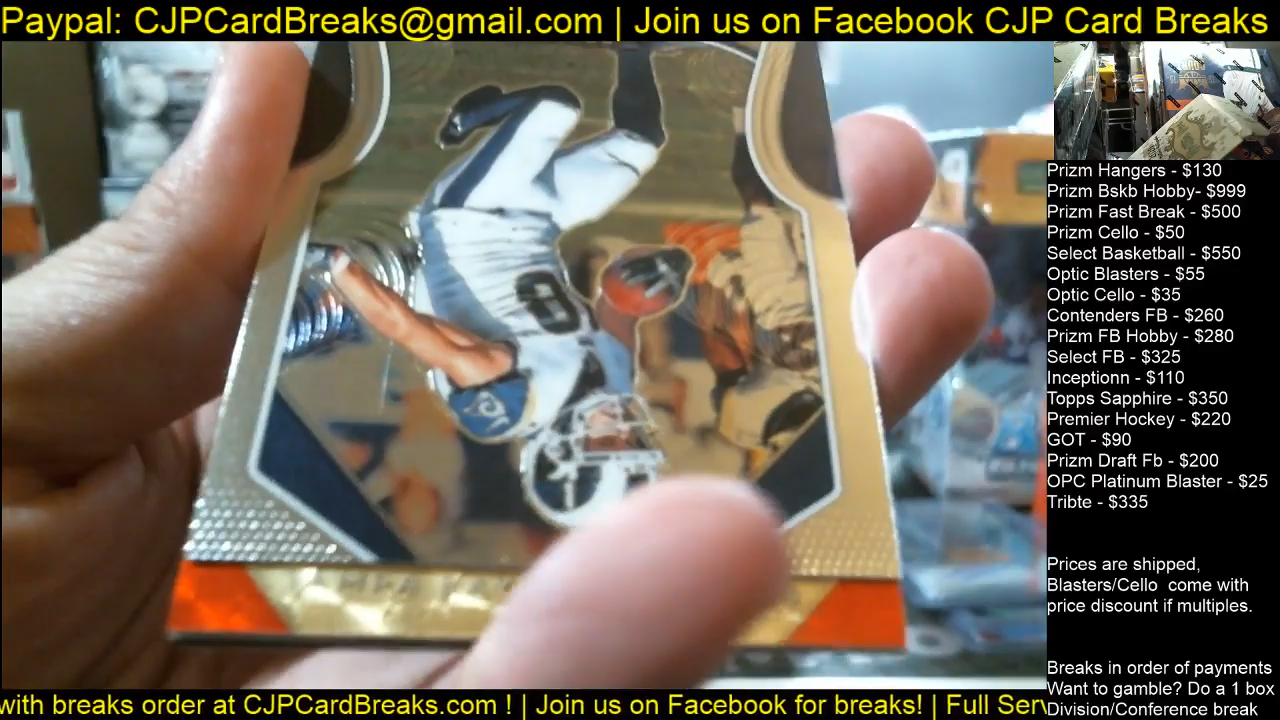 Paypal: CJPCardBreaks@gmail.com | Join us on Facebook CJP Card Breaks
Prizm Hangers - $130
Prizm Bskb Hobby- $999
Prizm Fast Break - $500
Prizm Cello - $50
Select Basketball - $550
Optic Blasters - $55
Optic Cello - $35
Contenders FB - $260
Prizm FB Hobby - $280
Select FB - $325
Inceptionn - $110
Topps Sapphire - $350
Premier Hockey - $220
GOT - $90
Prizm Draft Fb - $200
OPC Platinum Blaster - $25
Tribte - $335
Prices are shipped,
Blasters/Cello come with
price discount if multiples.
Breaks in order of payments
Want to gamble? Do a 1 box
Division/Conference break
with breaks order at CJPCardBreaks.com ! | Join us on Facebook for breaks! | Full Serv